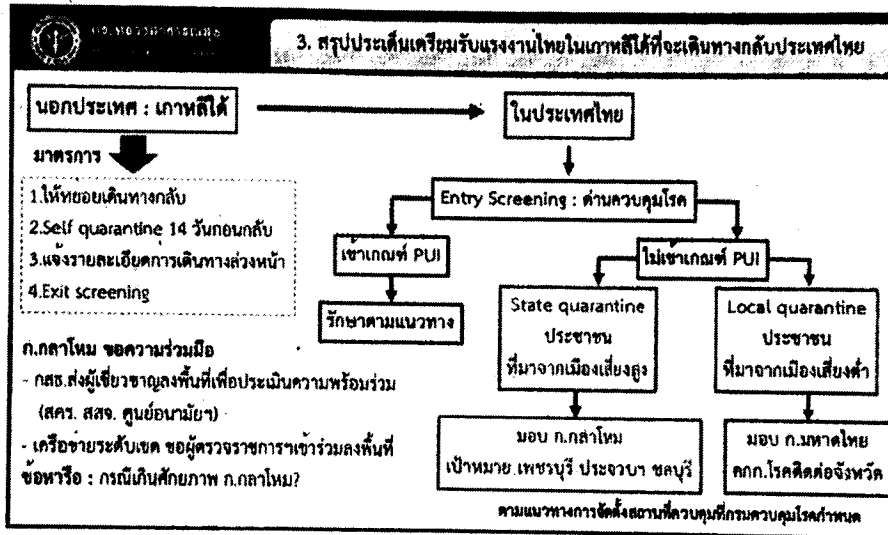 3. สรุปประเด็นเตรียมรับแรงงานไทยในเกาหลีใต้ที่จะเดินทางกลับประเทศไทย
นอกประเทศ : เกาหลีใต้
ในประเทศไทย
มาตรการ
1.ให้ทยอยเดินทางกลับ
2.Self quarantine 14 วันก่อนกลับ
3.แจ้งรายละเอียดการเดินทางล่วงหน้า
4.Exit screening
Entry Screening : ด่านควบคุมโรค
เข้าเกณฑ์ PUI
ไม่เข้าเกณฑ์ PUI
รักษาตามแนวทาง
State quarantine
ประชาชน
ที่มาจากเมืองเสี่ยงสูง
Local quarantine
ประชาชน
ที่มาจากเมืองเสี่ยงต่ำ
ก.กลาโหม ขอความร่วมมือ
- กสธ.ส่งผู้เชี่ยวชาญลงพื้นที่เพื่อประเมินความพร้อมร่วม
(สคร. สสจ. ศูนย์อนามัยฯ)
- เครือข่ายระดับเขต ขอผู้ตรวจราชการฯเข้าร่วมลงพื้นที่
ข้อหารือ : กรณีเกินศักยภาพ ก.กลาโหม?
มอบ ก.กลาโหม
เป้าหมาย.เพชรบุรี ประจวบฯ ชลบุรี
มอบ ก.มหาดไทย
คกก.โรคติดต่อจังหวัด
ตามแนวทางการจัดตั้งสถานที่ควบคุมที่กรมควบคุมโรคกำหนด